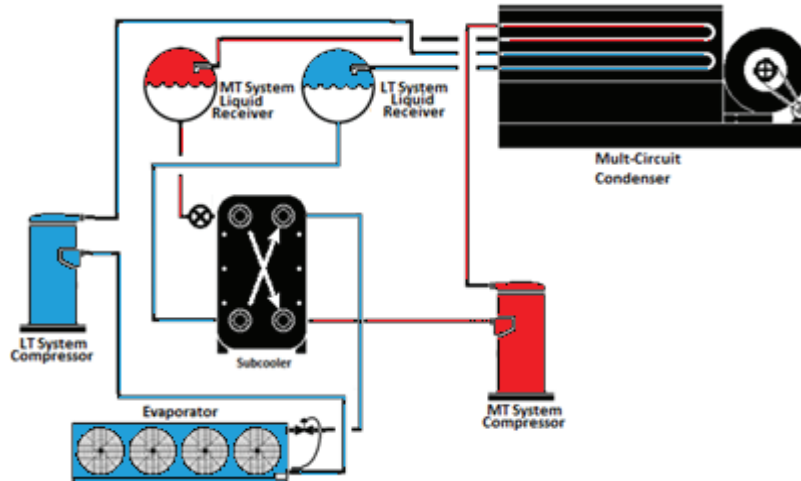 MT System
Liquid
Receiver
LT System
Liquid
Receiver
Mult-Circuit
Condenser
LT System
Compressor
Subcooler
Evaporator
MT System
Compressor